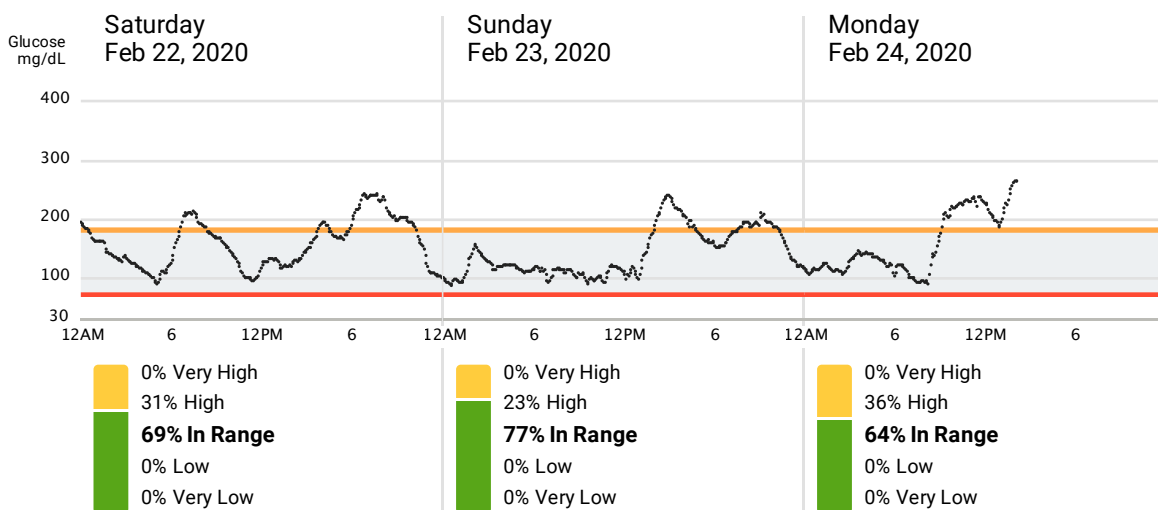 Saturday
Feb 22, 2020
Sunday
Feb 23, 2020
Monday
Feb 24, 2020
Glucose
mg/dL
400
300
200
100
30
12AM 6 12PM 6 12AM 6 12PM 6 12AM 6 12PM 6
0% Very High
31% High
69% In Range
0% Low
0% Very Low
0% Very High
23% High
77% In Range
0% Low
0% Very Low
0% Very High
36% High
64% In Range
0% Low
0% Very Low